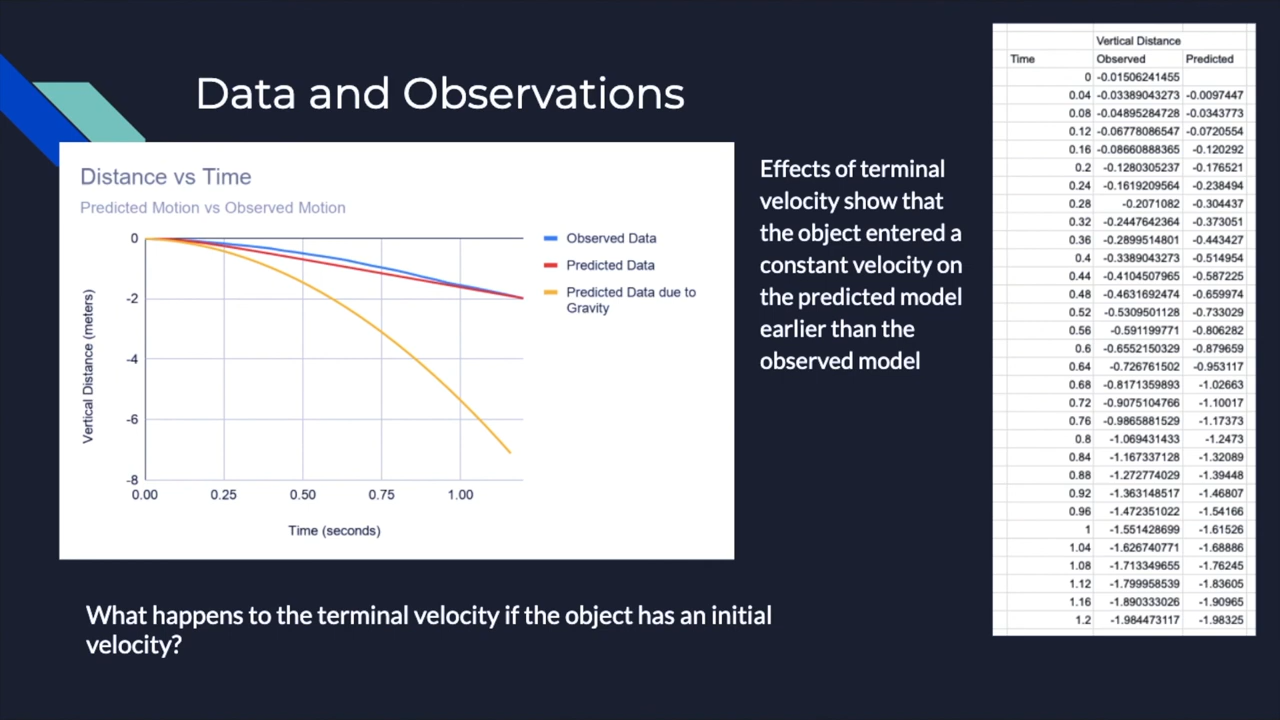 Data and Observations
Distance vs Time
Predicted Motion vs Observed Motion
0
-2
-4
-6
-8
Vertical Distance (meters)
0.00 0.25 0.50 0.75 1.00
Time (seconds)
Observed Data
Predicted Data
Predicted Data due to
Gravity
Effects of terminal
velocity show that
the object entered a
constant velocity on
the predicted model
earlier than the
observed model
What happens to the terminal velocity if the object has an initial
velocity?
Vertical Distance
Time Observed Predicted
0 -0.01506241455
0.04 -0.03389043273 -0.0097447
0.08 -0.04895284728 -0.0343773
0.12 -0.06778086547 -0.0720554
0.16 -0.08660888365 -0.120292
0.2 -0.1280305237 -0.176521
0.24 -0.1619209564 -0.238494
0.28 -0.2071082 -0.304437
0.32 -0.2447642364 -0.373051
0.36 -0.2899514801 -0.443427
0.4 -0.3389043273 -0.514954
0.44 -0.4104507965 -0.587225
0.48 -0.4631692474 -0.659974
0.52 -0.5309501128 -0.733029
0.56 -0.591199771 -0.806282
0.6 -0.6552150329 -0.879659
0.64 -0.726761502 -0.953117
0.68 -0.8171359893 -1.02663
0.72 -0.9075104766 -1.10017
0.76 -0.9865881529 -1.17373
0.8 -1.069431433 -1.2473
0.84 -1.167337128 -1.32089
0.88 -1.272774029 -1.39448
0.92 -1.363148517 -1.46807
0.96 -1.472351022 -1.54166
1 -1.551428699 -1.61526
1.04 -1.626740771 -1.68886
1.08 -1.713349655 -1.76245
1.12 -1.799958539 -1.83605
1.16 -1.890333026 -1.90965
1.2 -1.984473117 -1.98325